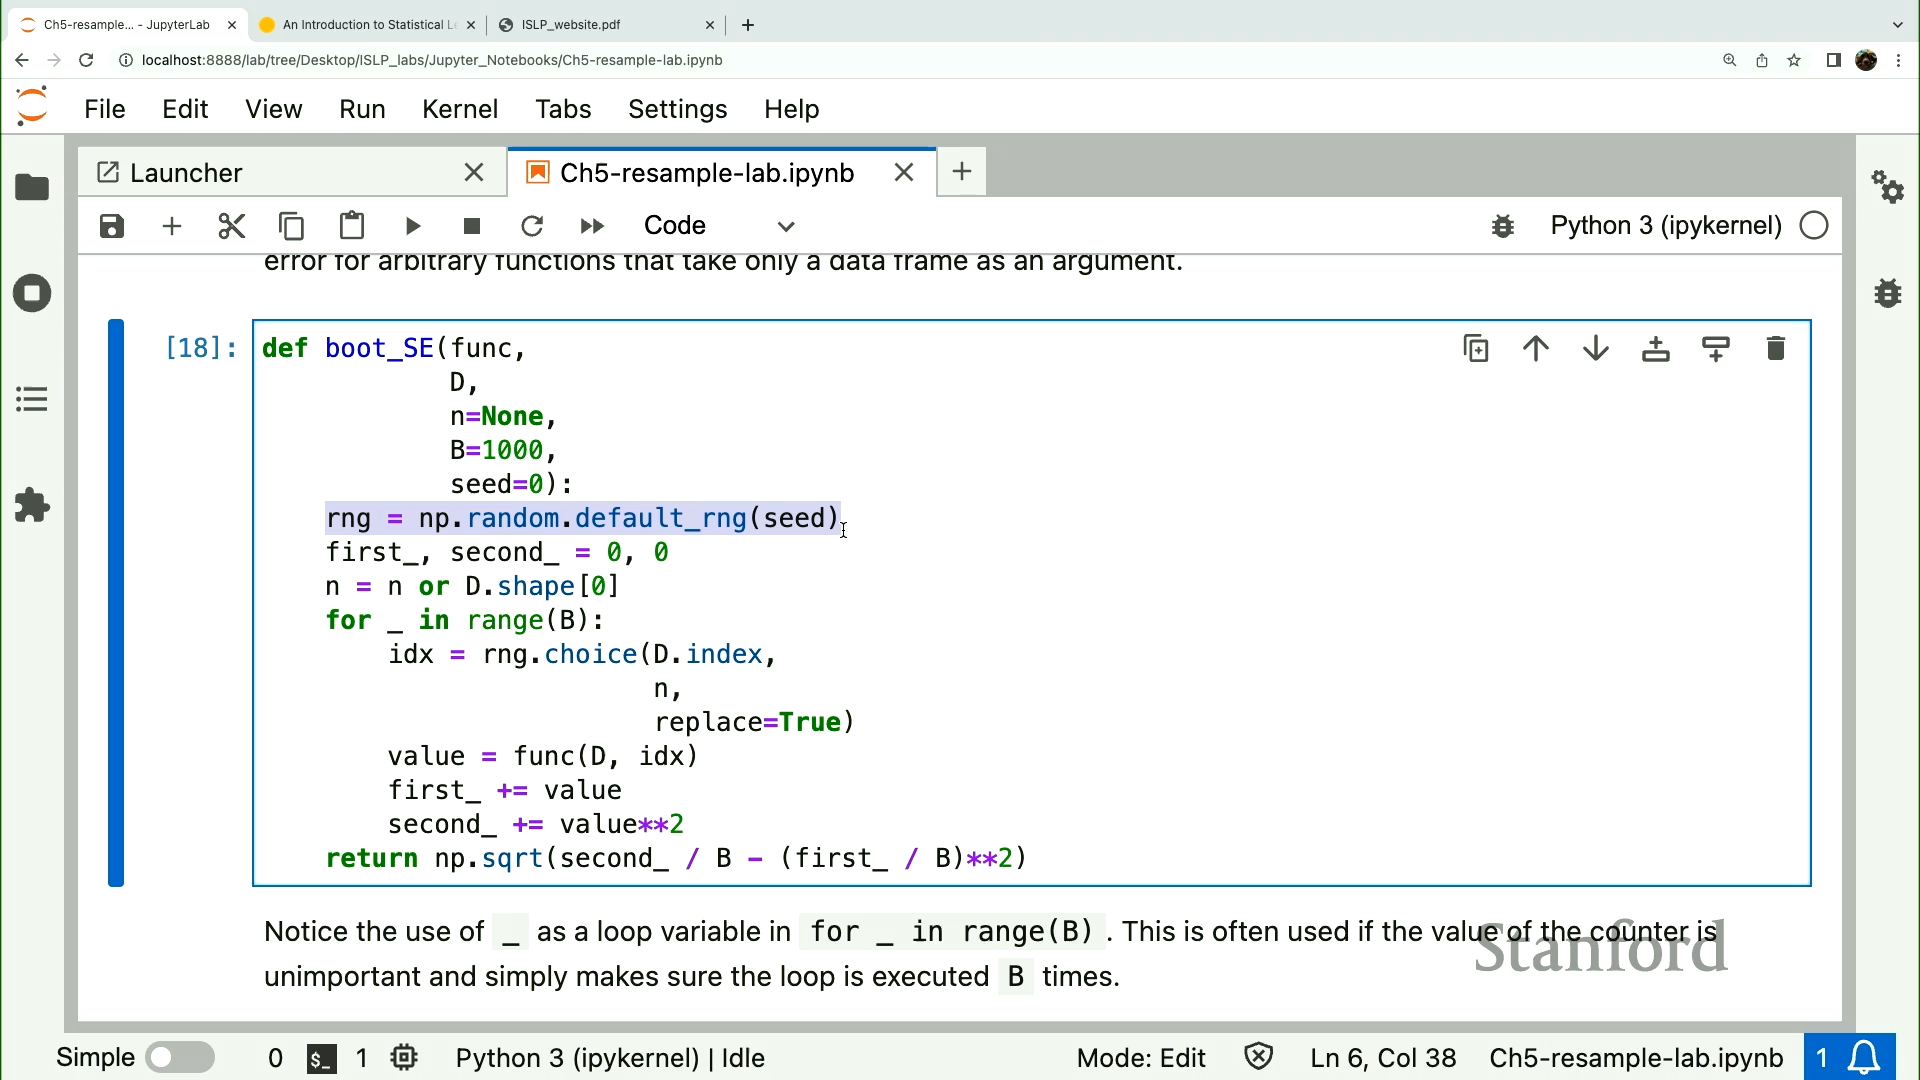 Ch5-resample... - JupyterLab
An Introduction to Statistical Le
ISLP_website.pdf
localhost:8888/lab/tree/Desktop/ISLP_labs/Jupyter_Notebooks/Ch5-resample-lab.ipynb
File Edit View Run Kernel Tabs Settings Help
Launcher
Ch5-resample-lab.ipynb
Code
Python 3 (ipykernel)
error for arbitrary functions that take only a data frame as an argument.
[18]: def boot_SE(func,
D,
n=None,
B=1000,
seed=0):
rng = np.random.default_rng(seed)
first_, second_ = 0, 0
n = n or D.shape[0]
for _ in range(B):
idx = rng.choice(D.index,
n,
replace=True)
value = func(D, idx)
first_ += value
second_ += value**2
return np.sqrt(second_ / B - (first_ / B)**2)
Notice the use of _ as a loop variable in for _ in range(B) . This is often used if the value of the counter is
unimportant and simply makes sure the loop is executed B times.
Stanford
Simple 0 $_ 1 Python 3 (ipykernel) | Idle Mode: Edit Ln 6, Col 38 Ch5-resample-lab.ipynb 1